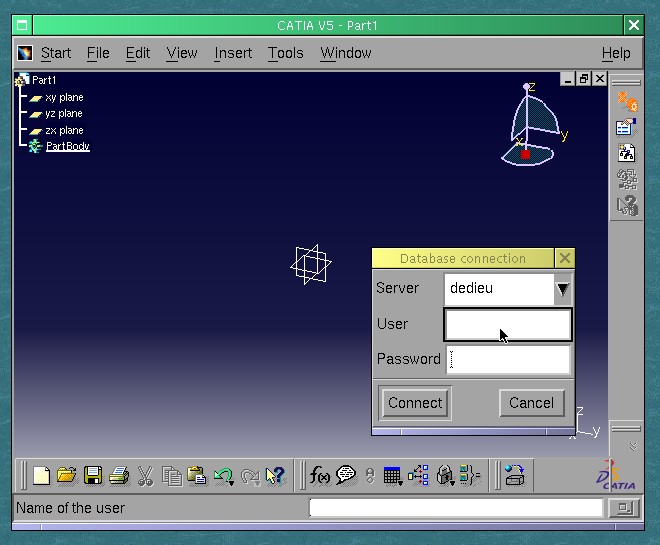 CATIA V5 - Part1
Start File Edit View Insert Tools Window Help
Part1
xy plane
yz plane
zx plane
PartBody
z
y
x
Database connection
Server dedieu
User
Password
Connect Cancel
z
x y
f(x)
CATIA
Name of the user